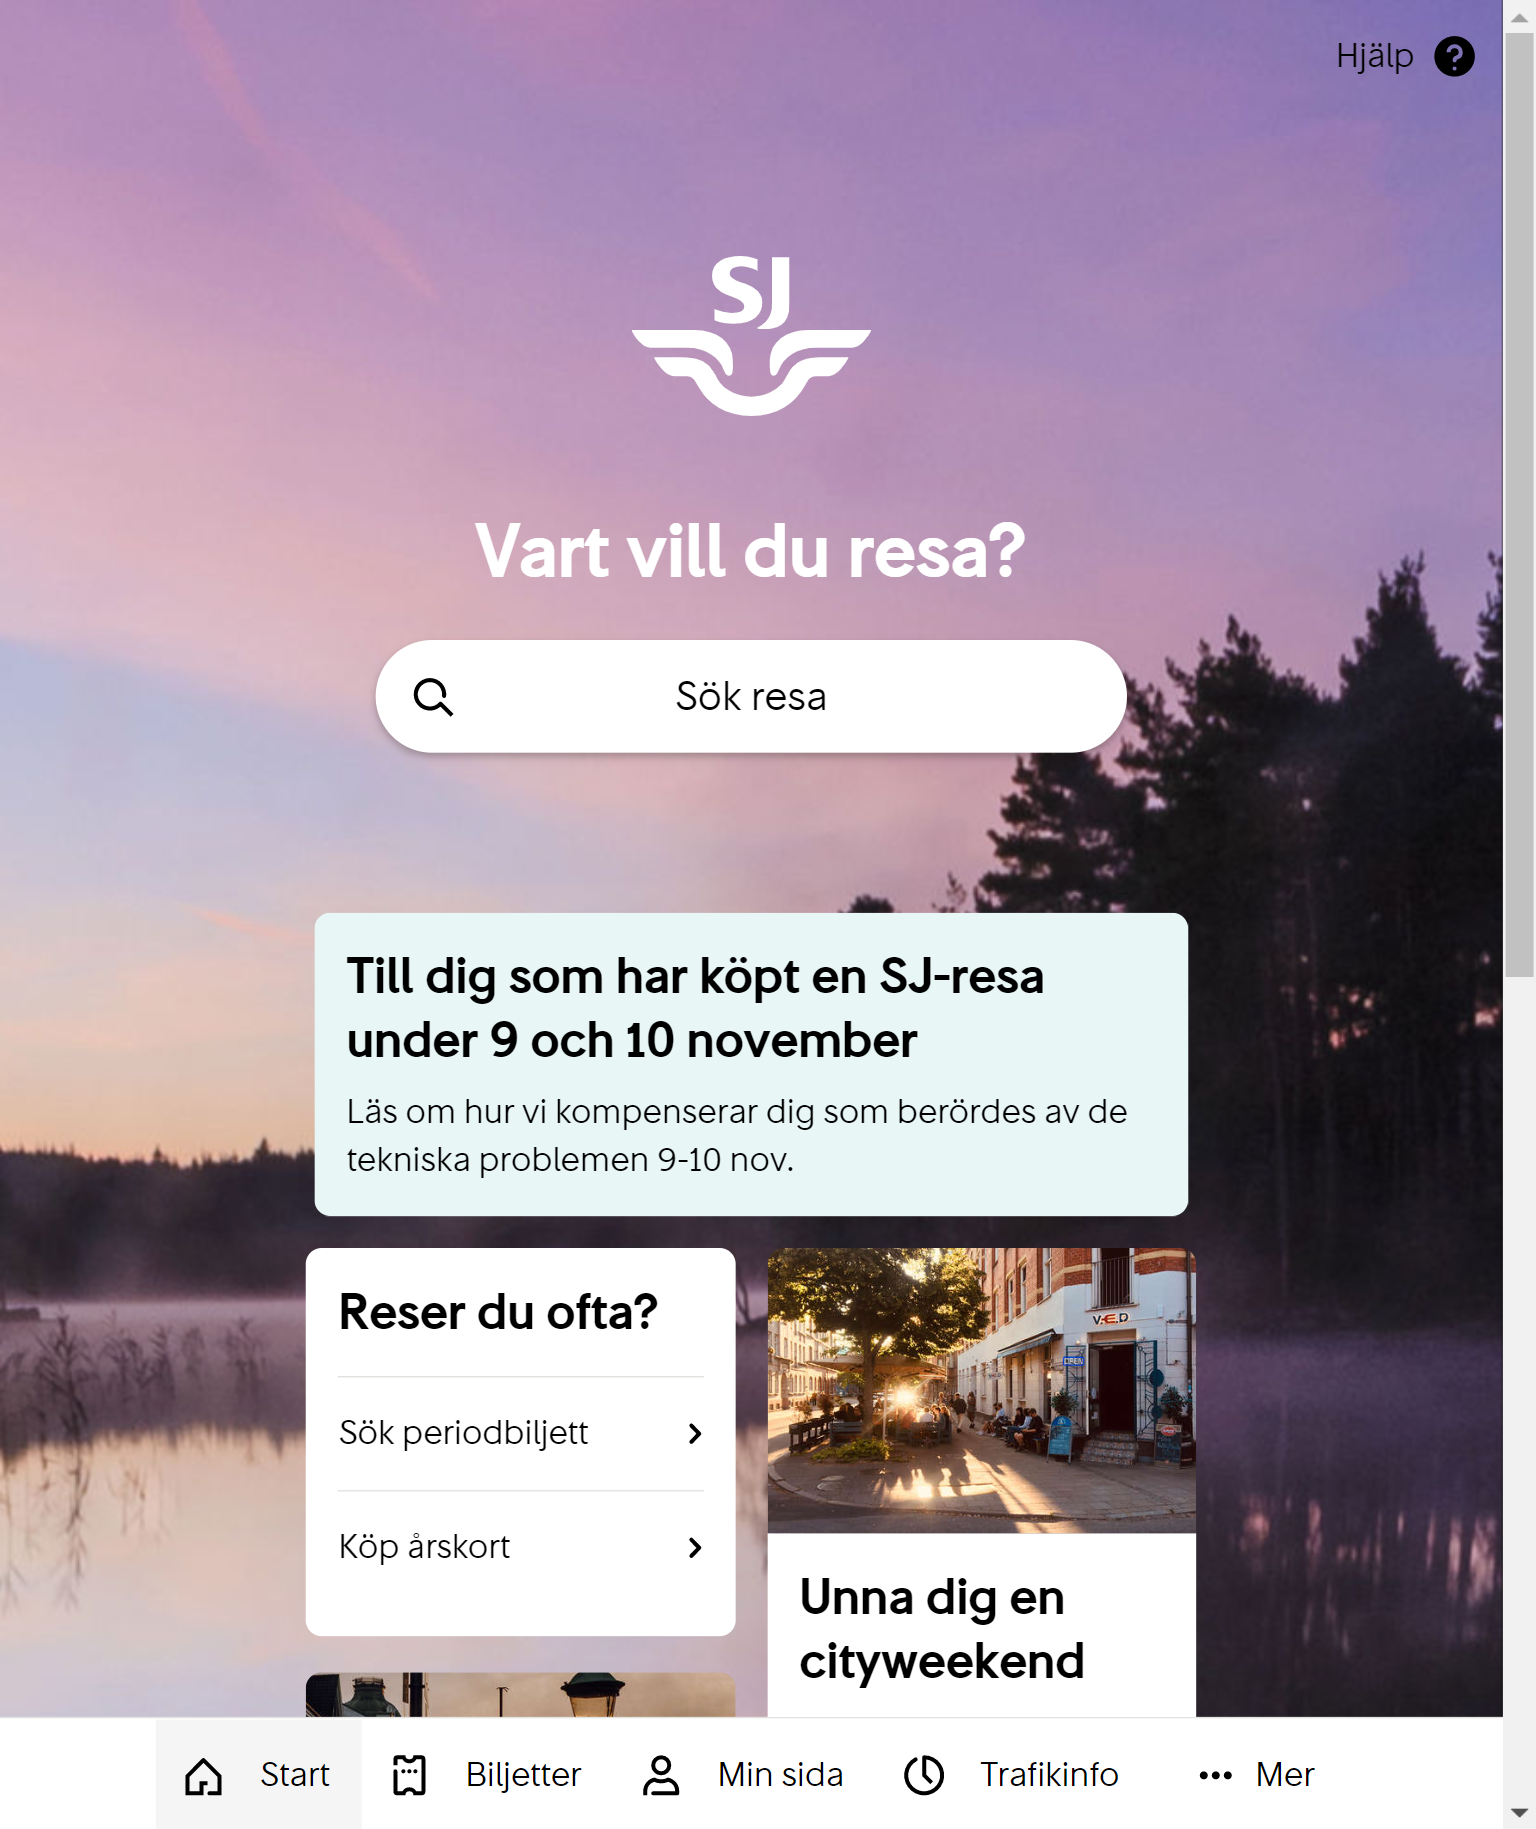 Hjälp
SJ
Vart vill du resa?
Sök resa
Till dig som har köpt en SJ-resa
under 9 och 10 november
Läs om hur vi kompenserar dig som berördes av de
tekniska problemen 9-10 nov.
Reser du ofta?
Sök periodbiljett
Köp årskort
V.E.D
OPEN
Unna dig en
cityweekend
Start
Biljetter
Min sida
Trafikinfo
Mer